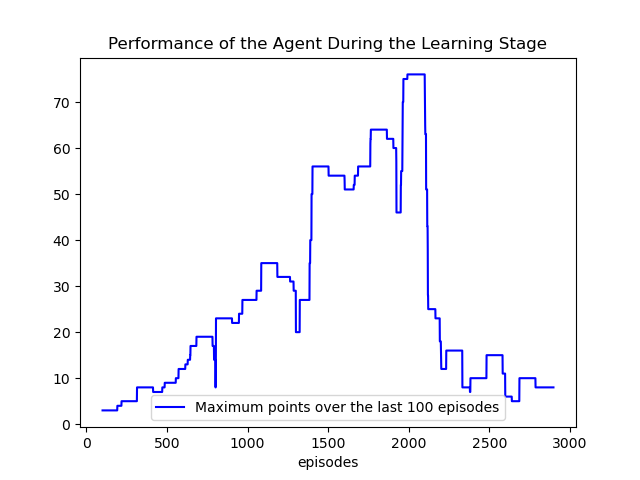 Performance of the Agent During the Learning Stage
70
60
50
40
30
20
10
0
Maximum points over the last 100 episodes
0 500 1000 1500 2000 2500 3000
episodes